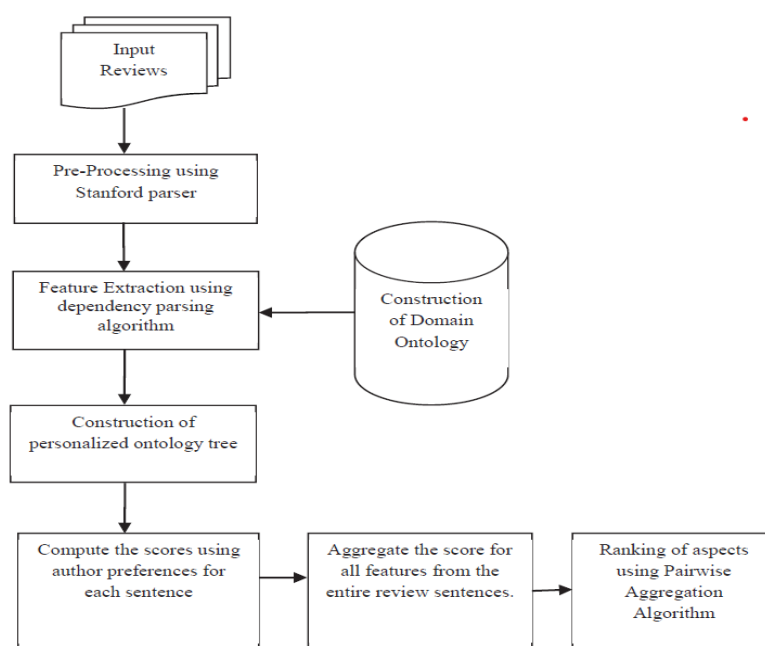 Input
Reviews
Pre-Processing using
Stanford parser
Feature Extraction using
dependency parsing
algorithm
Construction
of Domain
Ontology
Construction of
personalized ontology tree
Compute the scores using
author preferences for
each sentence
Aggregate the score for
all features from the
entire review sentences.
Ranking of aspects
using Pairwise
Aggregation
Algorithm